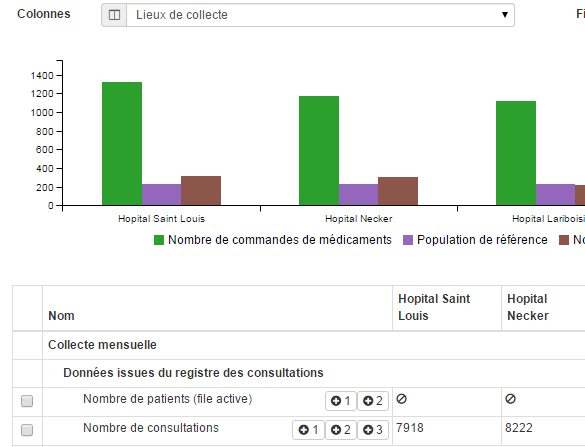 Colonnes
Lieux de collecte
Fi
1400
1200
1000
800
600
400
200
0
Hopital Saint Louis
Hopital Necker
Hopital Lariboisi
Nombre de commandes de médicaments
Population de référence
No
Nom
Hopital Saint
Louis
Hopital
Necker
Collecte mensuelle
Données issues du registre des consultations
Nombre de patients (file active)
1
2
Nombre de consultations
1
2
3
7918
8222